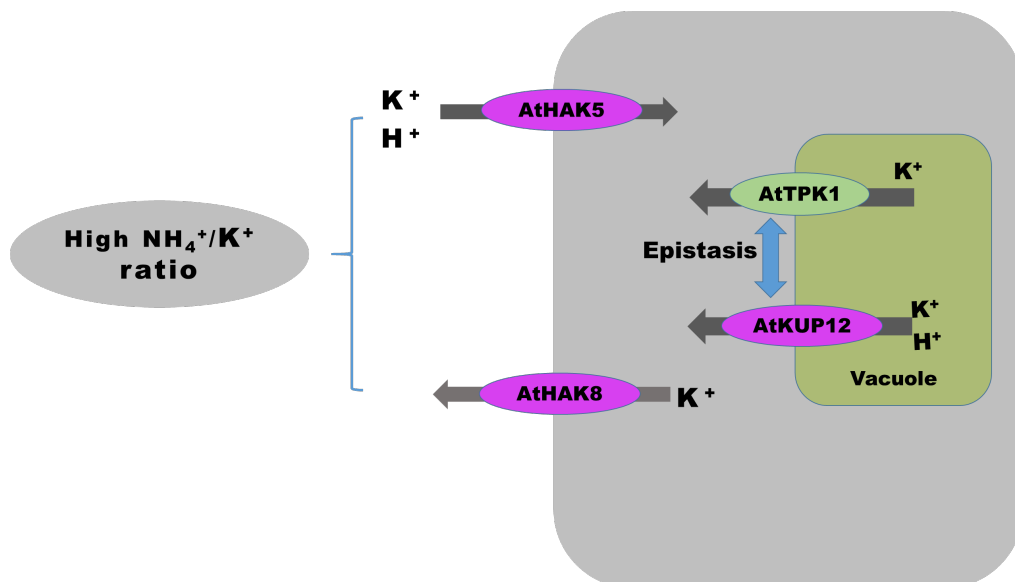 High NH₄⁺/K⁺
ratio
K⁺
H⁺
AtHAK5
K⁺
AtTPK1
Epistasis
AtKUP12
K⁺
H⁺
Vacuole
AtHAK8
K⁺